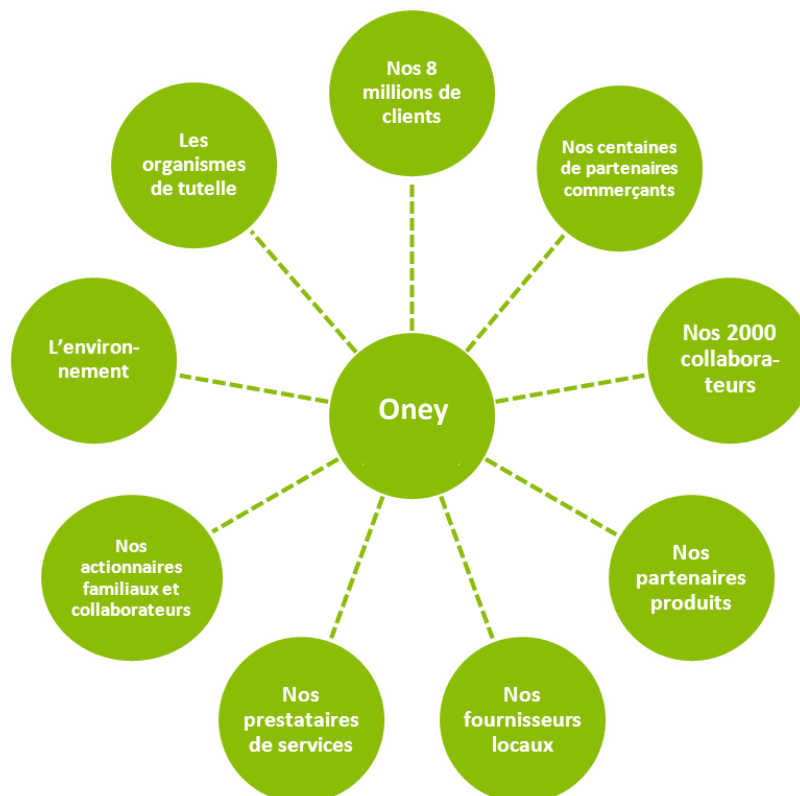 Nos 8
millions de
clients
Nos centaines
de partenaires
commerçants
Nos 2000
collabora-
teurs
Nos
partenaires
produits
Nos
fournisseurs
locaux
Nos
prestataires
de services
Nos
actionnaires
familiaux et
collaborateurs
L'environ-
nement
Les
organismes
de tutelle
Oney